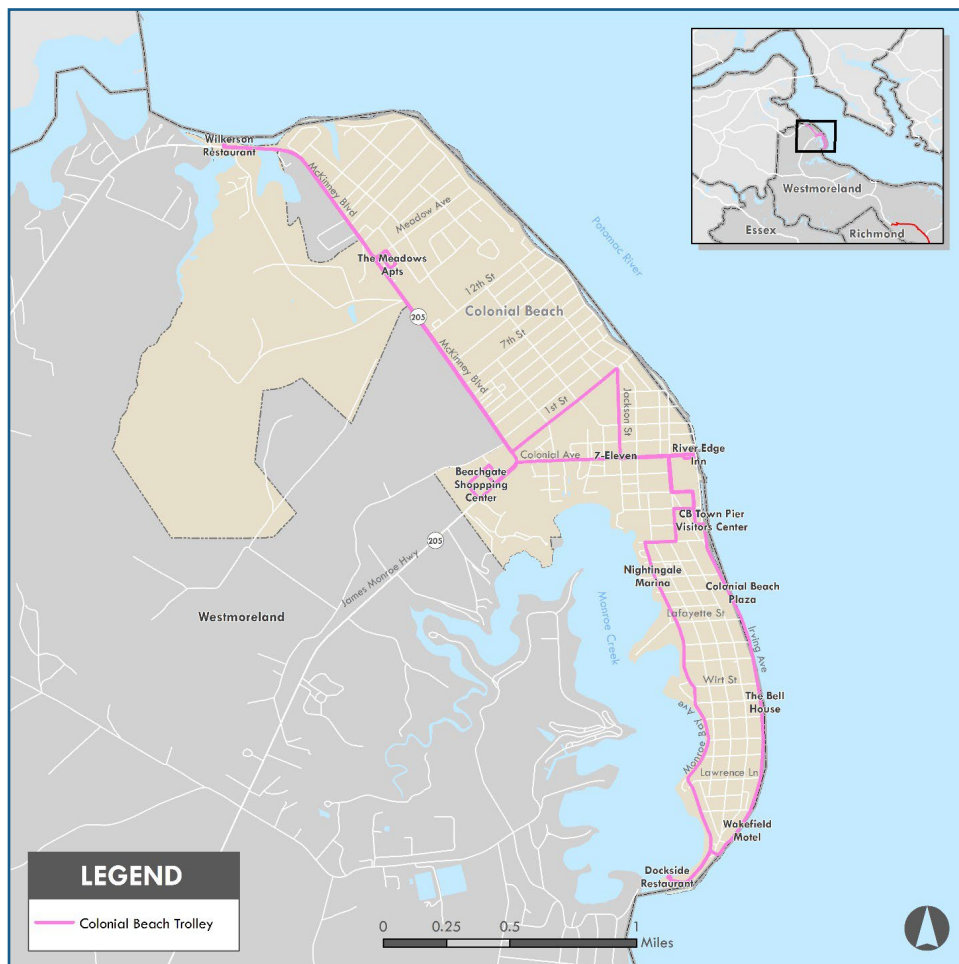 Wilkerson
Restaurant
McKinney Blvd
Meadow Ave
The Meadows
Apts
12th St
Colonial Beach
205
7th St
McKinney Blvd
1st St
Jackson St
Potomac River
Colonial Ave
7-Eleven
River Edge
Inn
Beachgate
Shoppping
Center
CB Town Pier
Visitors Center
205
James Monroe Hwy
Nightingale
Marina
Colonial Beach
Plaza
Westmoreland
Monroe Creek
Lafayette St
Irving Ave
Wirt St
The Bell
House
Monroe Bay Ave
Lawrence Ln
Wakefield
Motel
Dockside
Restaurant
Westmoreland
Essex
Richmond
LEGEND
Colonial Beach Trolley
0 0.25 0.5 1
Miles